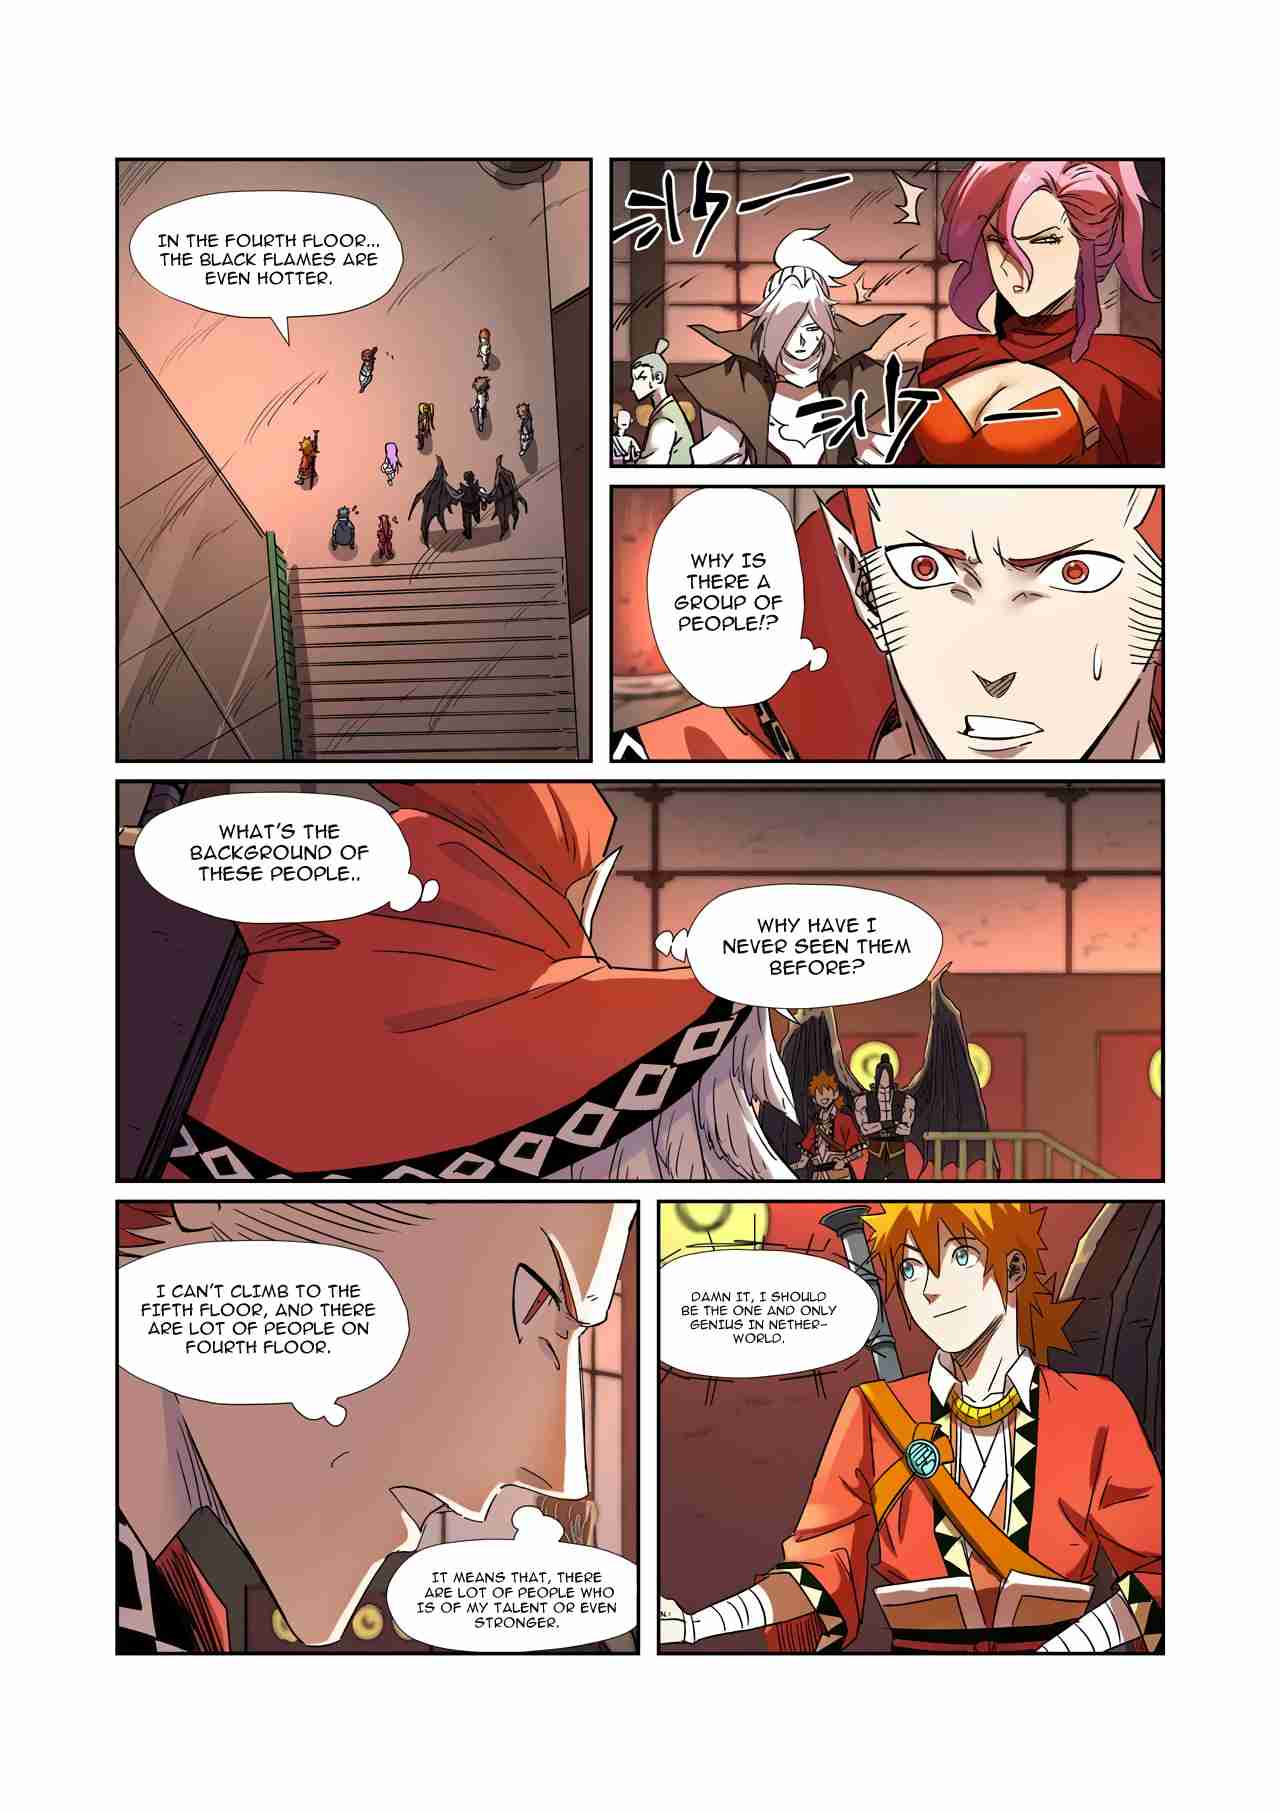 IN THE FOURTH FLOOR...
THE BLACK FLAMES ARE
EVEN HOTTER.
WHY IS
THERE A
GROUP OF
PEOPLE!?
WHAT'S THE
BACKGROUND OF
THESE PEOPLE..
WHY HAVE I
NEVER SEEN THEM
BEFORE?
I CAN'T CLIMB TO THE
FIFTH FLOOR, AND THERE
ARE LOT OF PEOPLE ON
FOURTH FLOOR.
IT MEANS THAT, THERE
ARE LOT OF PEOPLE WHO
IS OF MY TALENT OR EVEN
STRONGER.
DAMN IT, I SHOULD
BE THE ONE AND ONLY
GENIUS IN NETHER-
WORLD.